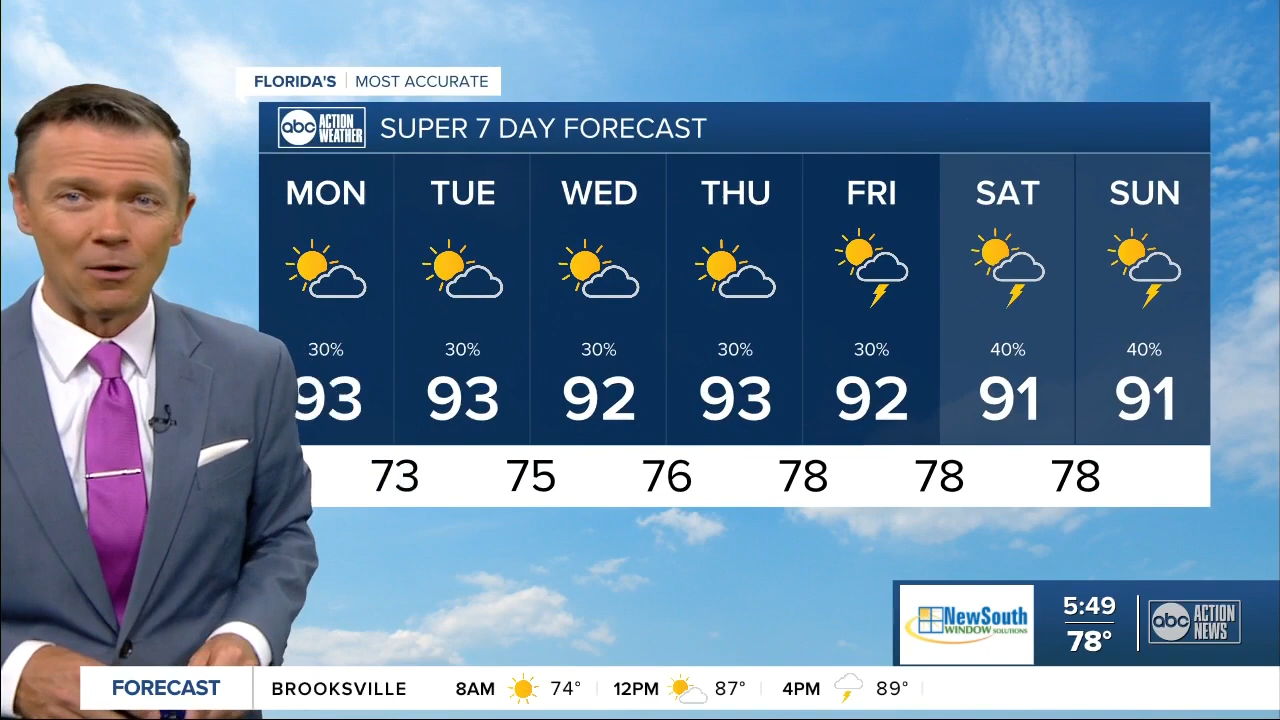 FLORIDA'S | MOST ACCURATE
abc ACTION WEATHER SUPER 7 DAY FORECAST
MON TUE WED THU FRI SAT SUN
30% 30% 30% 30% 30% 40% 40%
93 93 92 93 92 91 91
73 75 76 78 78 78
NewSouth
WINDOW SOLUTIONS
5:49
78°
abc ACTION NEWS
FORECAST BROOKSVILLE 8AM 74° 12PM 87° 4PM 89°